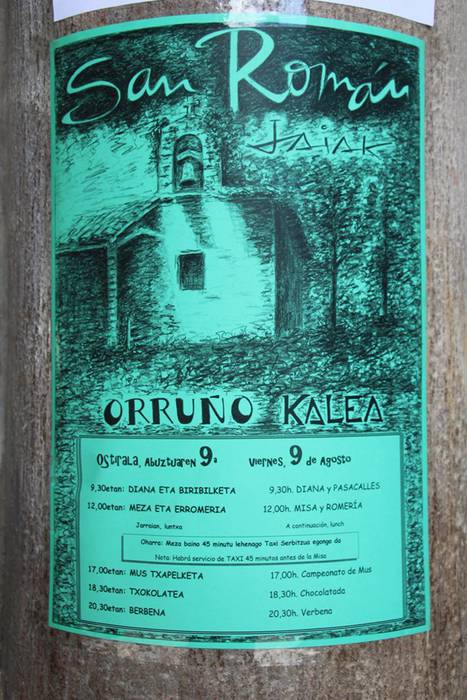 San Román
Jaiak
ORRUÑO KALEA
Ostirala, Abuztuaren 9a
Viernes, 9 de Agosto
9,30etan: DIANA ETA BIRIBILKETA
9,30h. DIANA y PASACALLES
12,00etan: MEZA ETA ERROMERIA
12,00h. MISA y ROMERÍA
Jarraian, luntxa
A continuación, lunch
Oharra: Meza baino 45 minutu lehenago Taxi Serbitzua egongo da
Nota: Habrá servicio de TAXI 45 minutos antes de la Misa
17,00etan: MUS TXAPELKETA
17,00h. Campeonato de Mus
18,30etan: TXOKOLATEA
18,30h. Chocolatada
20,30etan: BERBENA
20,30h. Verbena